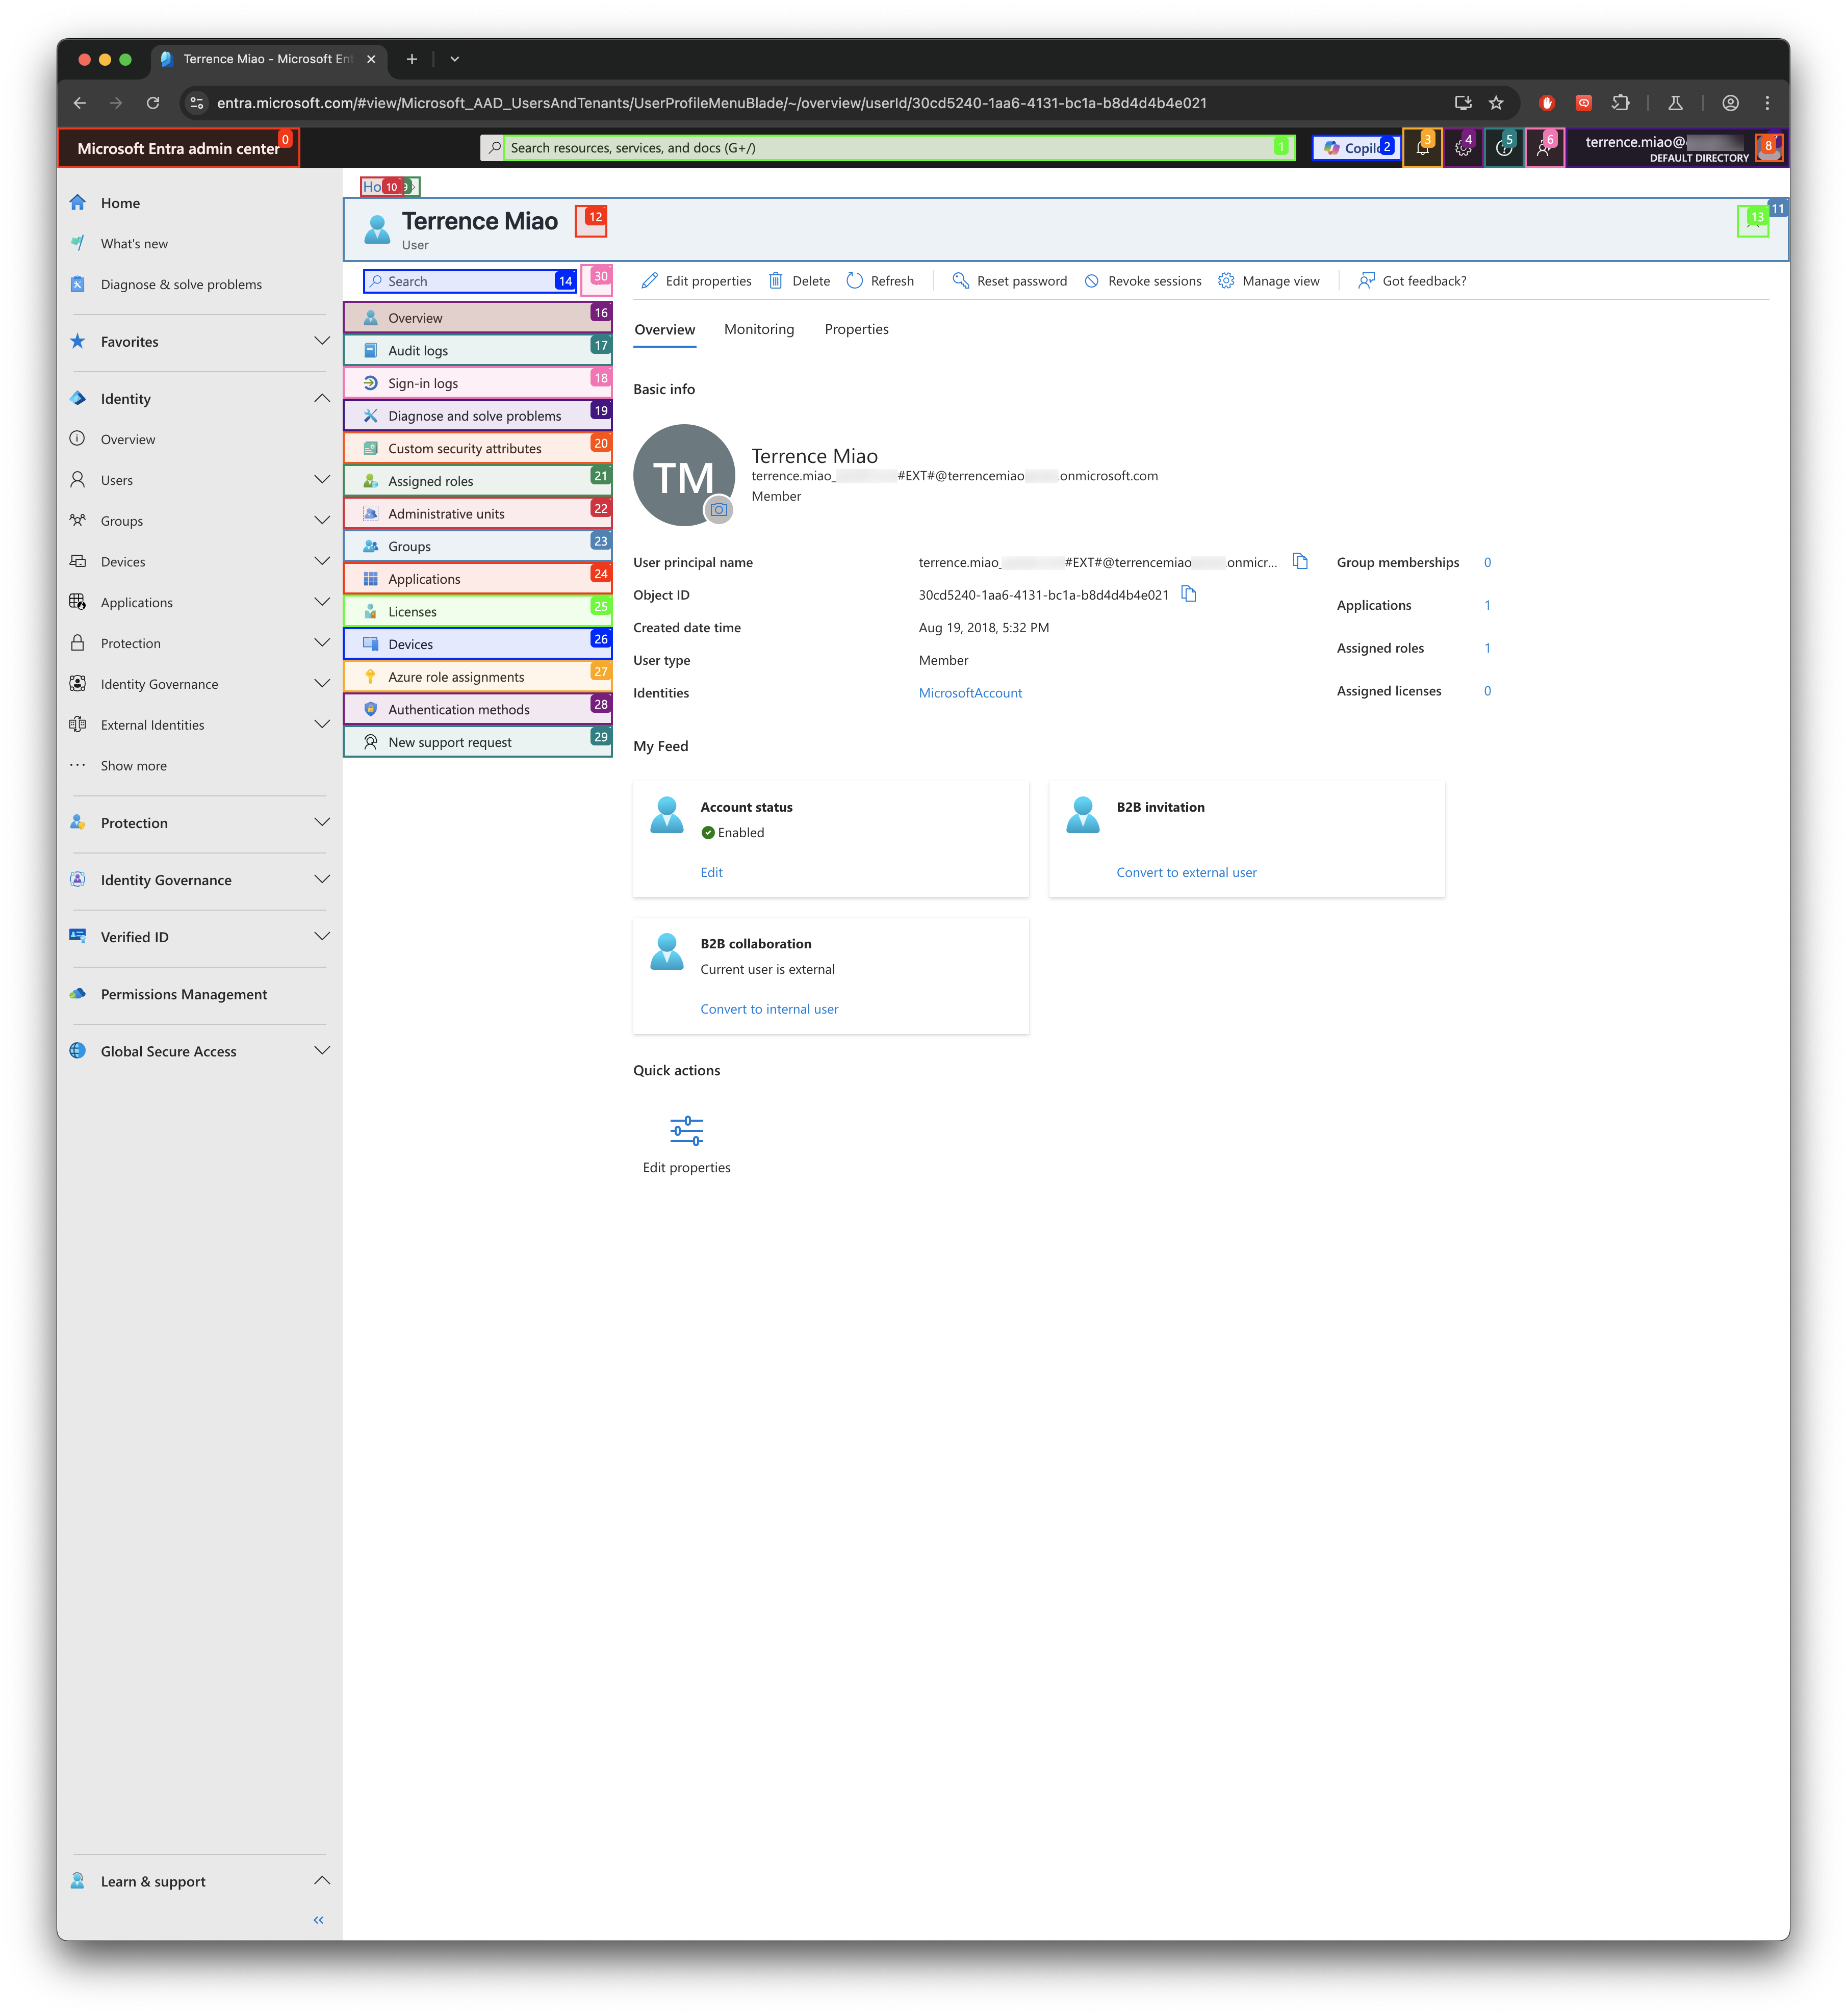 Terrence Miao - Microsoft Ent
entra.microsoft.com/#view/Microsoft_AAD_UsersAndTenants/UserProfileMenuBlade/~/overview/userId/30cd5240-1aa6-4131-bc1a-b8d4d4b4e021
Microsoft Entra admin center
0
Search resources, services, and docs (G+/)
1
Copilo
2
3
4
5
6
terrence.miao@
DEFAULT DIRECTORY
8
Home
What's new
Diagnose & solve problems
Favorites
Identity
Overview
Users
Groups
Devices
Applications
Protection
Identity Governance
External Identities
Show more
Protection
Identity Governance
Verified ID
Permissions Management
Global Secure Access
Learn & support
Ho
10
9
11
Terrence Miao
User
12
13
Search
14
30
Overview 16
Audit logs 17
Sign-in logs 18
Diagnose and solve problems 19
Custom security attributes 20
Assigned roles 21
Administrative units 22
Groups 23
Applications 24
Licenses 25
Devices 26
Azure role assignments 27
Authentication methods 28
New support request 29
Edit properties Delete Refresh Reset password Revoke sessions Manage view Got feedback?
Overview Monitoring Properties
Basic info
TM
Terrence Miao
terrence.miao_ #EXT#@terrencemiao .onmicrosoft.com
Member
User principal name terrence.miao_ #EXT#@terrencemiao .onmicr...
Object ID 30cd5240-1aa6-4131-bc1a-b8d4d4b4e021
Created date time Aug 19, 2018, 5:32 PM
User type Member
Identities MicrosoftAccount
Group memberships 0
Applications 1
Assigned roles 1
Assigned licenses 0
My Feed
Account status
Enabled
Edit
B2B invitation
Convert to external user
B2B collaboration
Current user is external
Convert to internal user
Quick actions
Edit properties